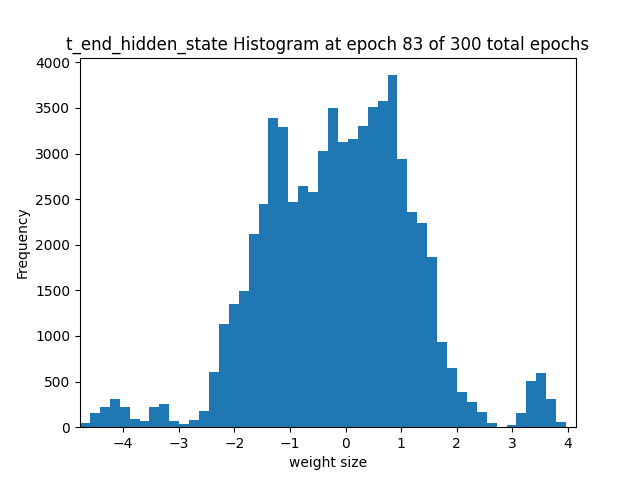 t_end_hidden_state Histogram at epoch 83 of 300 total epochs
4000
3500
3000
2500
2000
1500
1000
500
0
Frequency
−4 −3 −2 −1 0 1 2 3 4
weight size